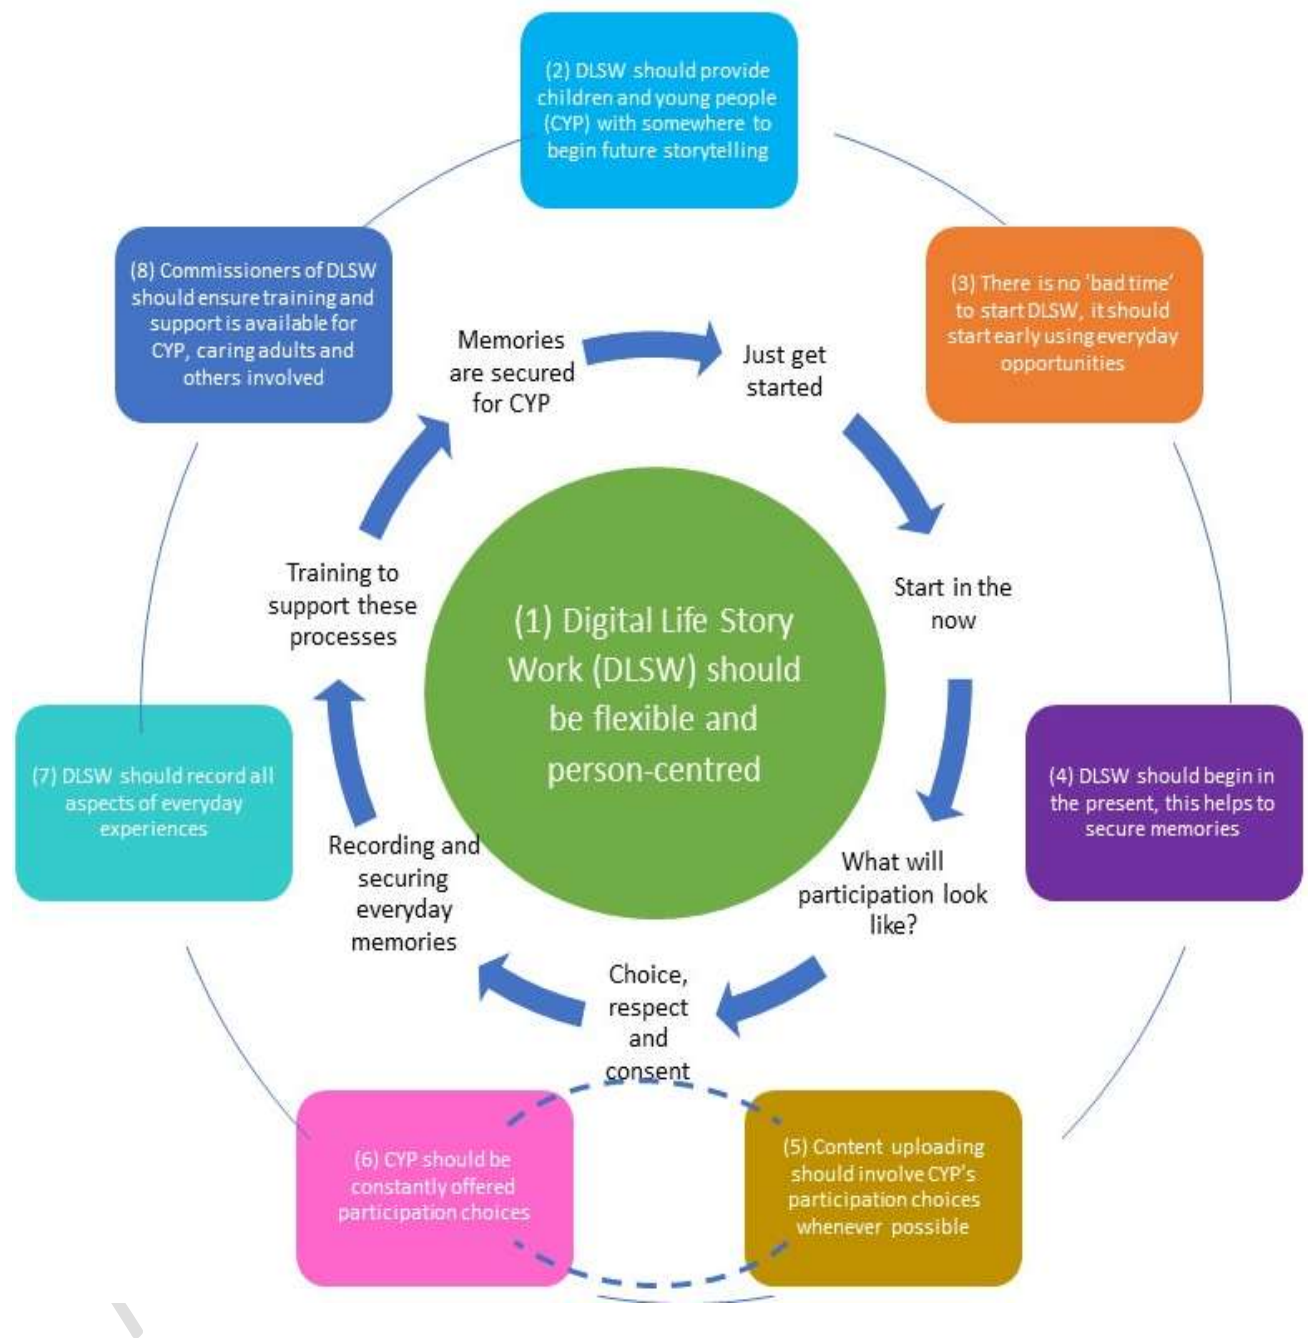 (2) DLSW should provide
children and young people
(CYP) with somewhere to
begin future storytelling
(8) Commissioners of DLSW
should ensure training and
support is available for
CYP, caring adults and
others involved
(3) There is no 'bad time'
to start DLSW, it should
start early using everyday
opportunities
Memories
are secured
for CYP
Just get
started
Training to
support these
processes
Start in the
now
(1) Digital Life Story
Work (DLSW) should
be flexible and
person-centred
(7) DLSW should record all
aspects of everyday
experiences
(4) DLSW should begin in
the present, this helps to
secure memories
Recording and
securing
everyday
memories
What will
participation look
like?
Choice,
respect
and
consent
(6) CYP should be
constantly offered
participation choices
(5) Content uploading
should involve CYP's
participation choices
whenever possible